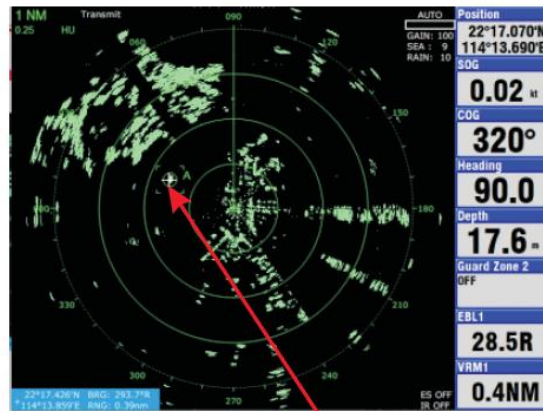 1 NM
0.25
HU
Transmit
090
AUTO
GAIN: 100
SEA : 9
RAIN: 10
060
120
150
A
000
180
330
210
300
240
270
22°17.426'N BRG: 293.7°R
114°13.859'E RNG: 0.39nm
ES OFF
IR OFF
Position
22°17.070'N
114°13.690'E
SOG
0.02 kt
COG
320°
Heading
90.0
Depth
17.6 m
Guard Zone 2
OFF
EBL1
28.5R
VRM1
0.4NM